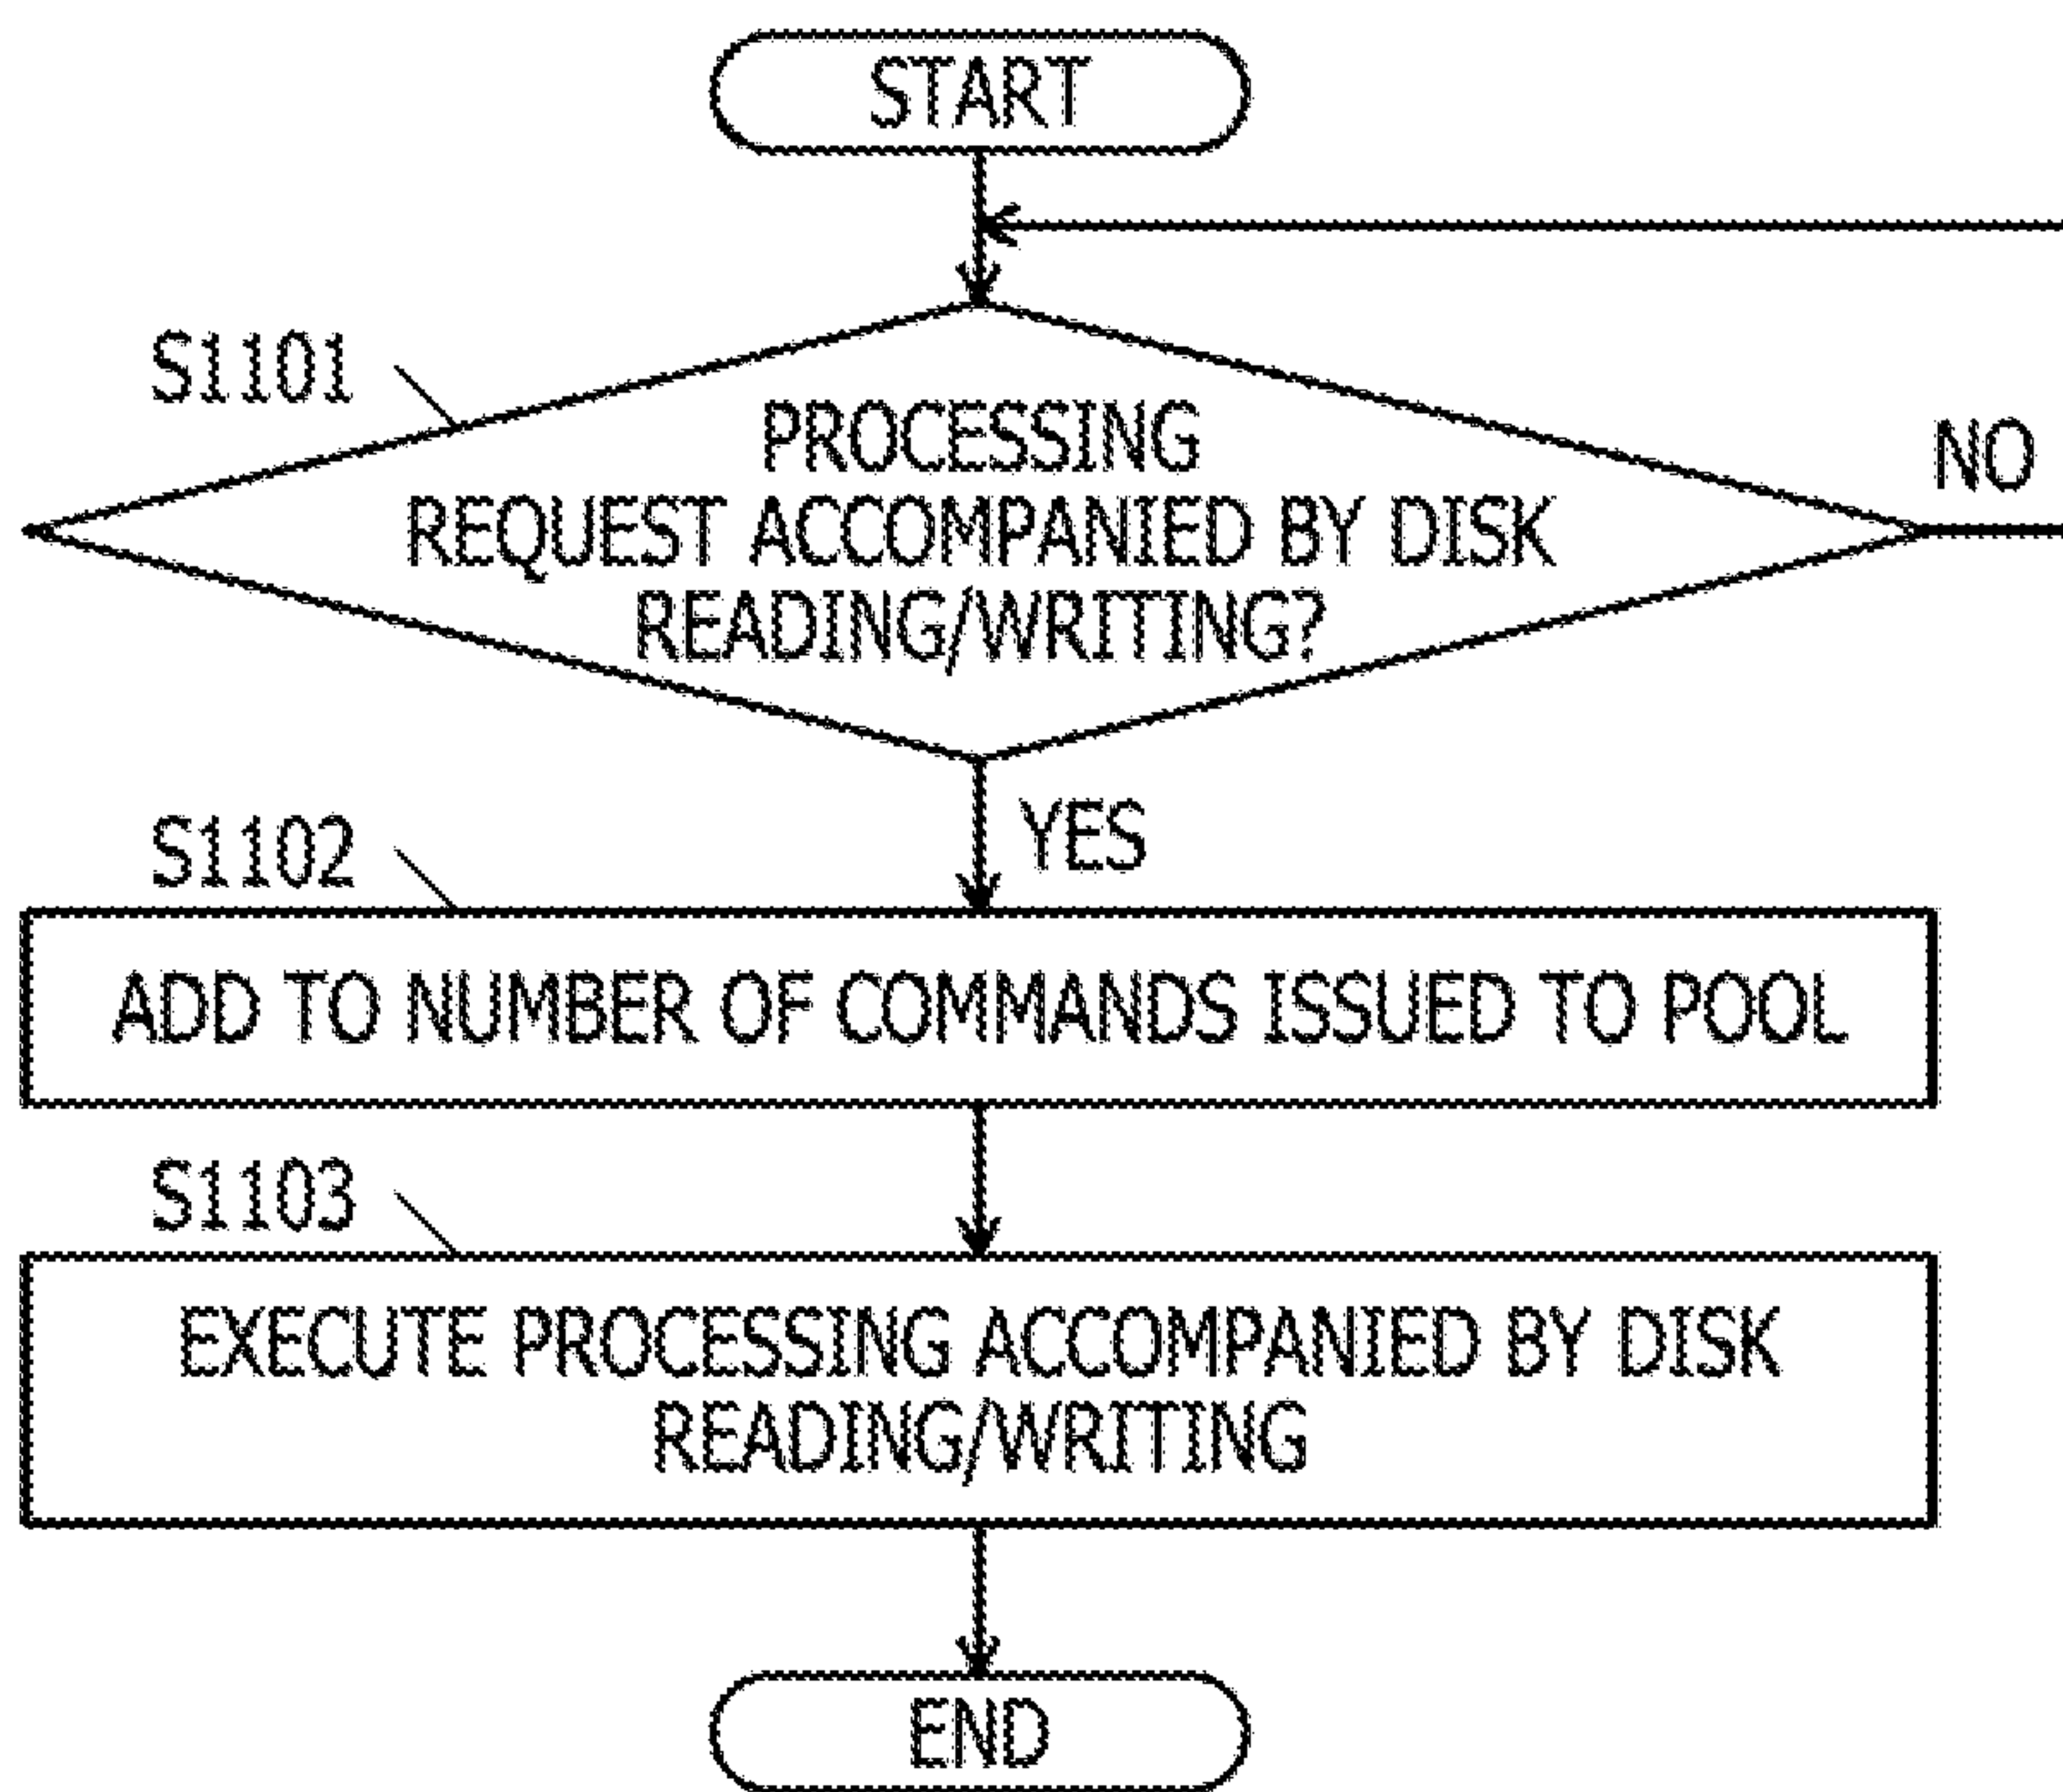 START
S1101
PROCESSING
REQUEST ACCOMPANIED BY DISK
READING/WRITING?
NO
YES
S1102
ADD TO NUMBER OF COMMANDS ISSUED TO POOL
S1103
EXECUTE PROCESSING ACCOMPANIED BY DISK
READING/WRITING
END